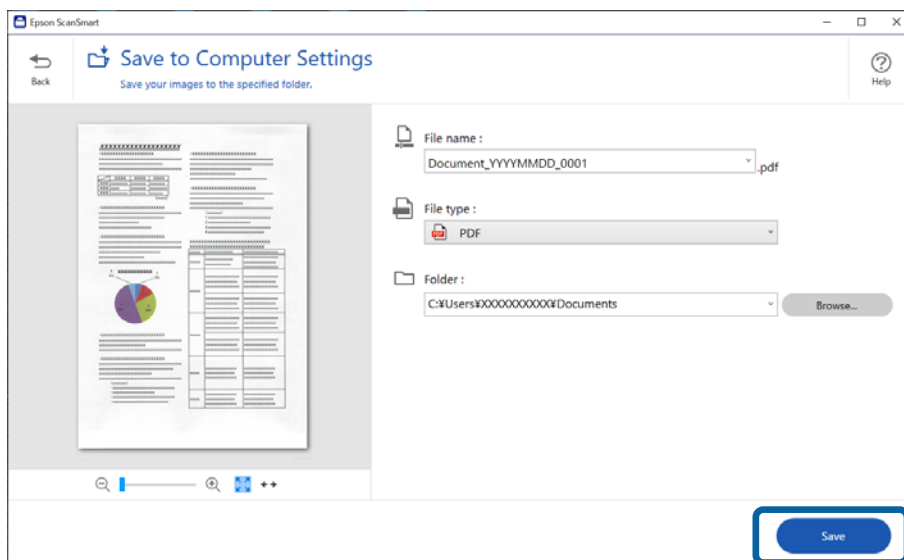 Epson ScanSmart
Back
Save to Computer Settings
Save your images to the specified folder.
Help
File name :
Document_YYYYMMDD_0001
.pdf
File type :
PDF
Folder :
C:¥Users¥XXXXXXXXXX¥Documents
Browse...
Save